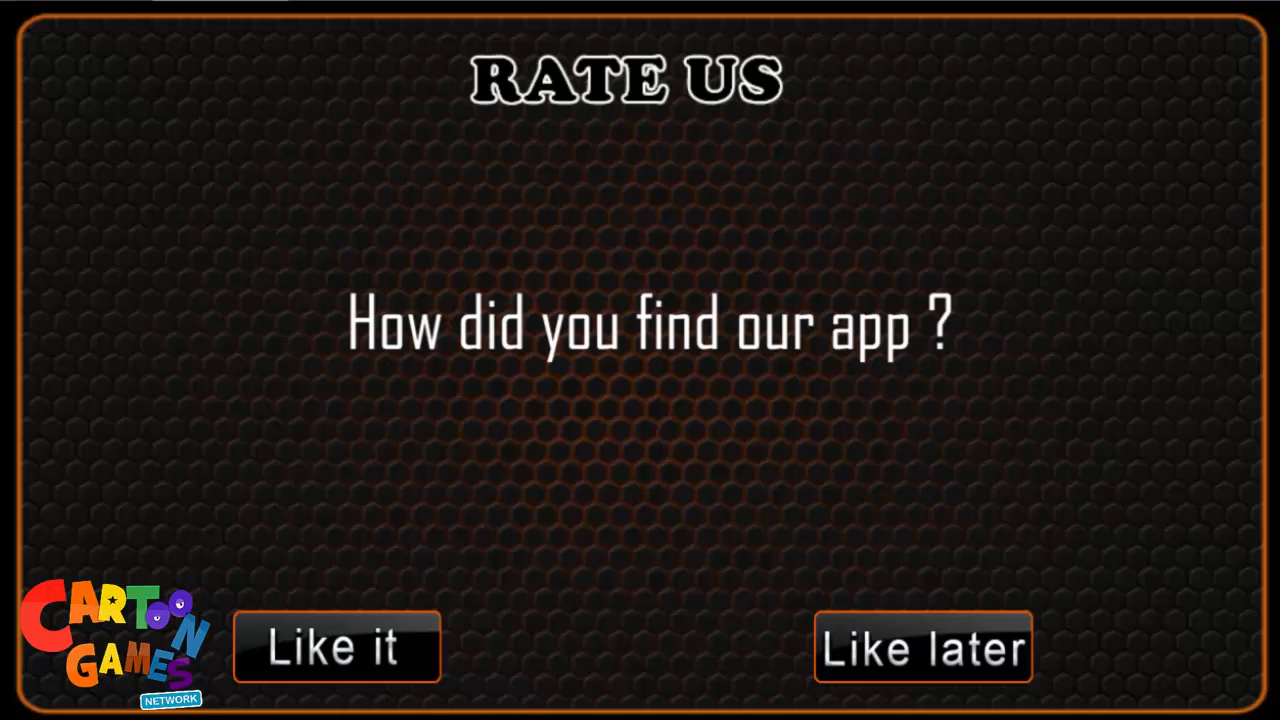 RATE US
How did you find our app ?
CARTOON
GAMES
NETWORK
Like it
Like later